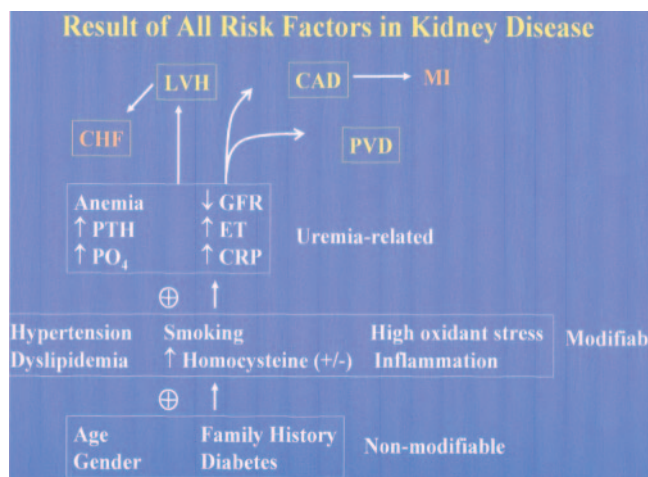 Result of All Risk Factors in Kidney Disease
LVH
CAD
MI
CHF
PVD
Anemia ↓ GFR
↑ PTH ↑ ET
↑ PO₄ ↑ CRP
Uremia-related
⊕ ↑
Hypertension Smoking High oxidant stress
Dyslipidemia ↑ Homocysteine (+/-) Inflammation
Modifiab
⊕ ↑
Age Family History
Gender Diabetes
Non-modifiable